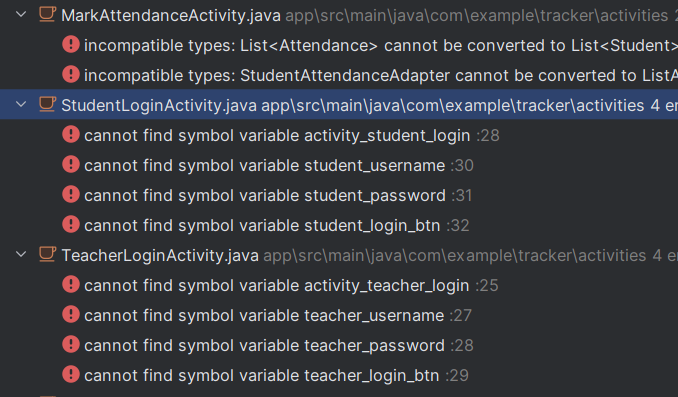 MarkAttendanceActivity.java app\src\main\java\com\example\tracker\activities
incompatible types: List<Attendance> cannot be converted to List<Student>
incompatible types: StudentAttendanceAdapter cannot be converted to ListA
StudentLoginActivity.java app\src\main\java\com\example\tracker\activities 4 er
cannot find symbol variable activity_student_login :28
cannot find symbol variable student_username :30
cannot find symbol variable student_password :31
cannot find symbol variable student_login_btn :32
TeacherLoginActivity.java app\src\main\java\com\example\tracker\activities 4 e
cannot find symbol variable activity_teacher_login :25
cannot find symbol variable teacher_username :27
cannot find symbol variable teacher_password :28
cannot find symbol variable teacher_login_btn :29